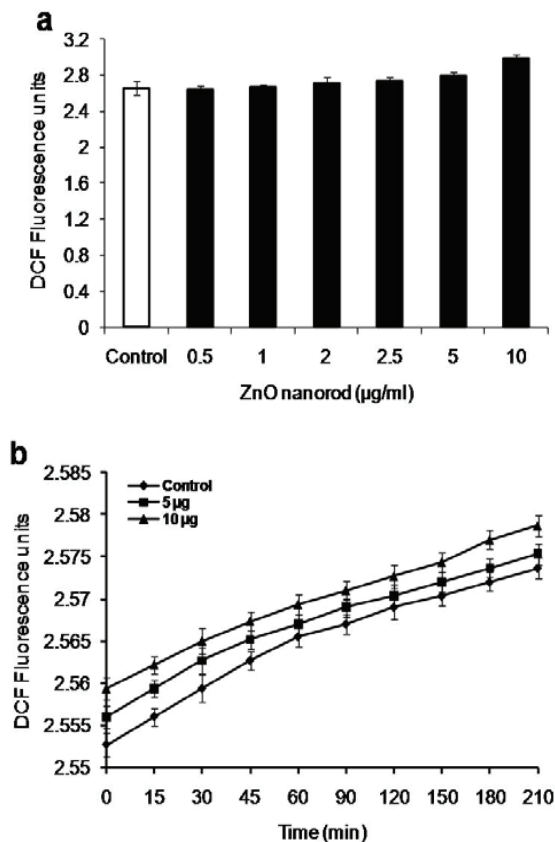 a
DCF Fluorescence units
3.2
2.8
2.4
2
1.6
1.2
0.8
0.4
0
Control 0.5 1 2 2.5 5 10
ZnO nanorod (µg/ml)
b
DCF Fluorescence units
2.585
2.58
2.575
2.57
2.565
2.56
2.555
2.55
Control
5 µg
10 µg
0 15 30 45 60 90 120 150 180 210
Time (min)